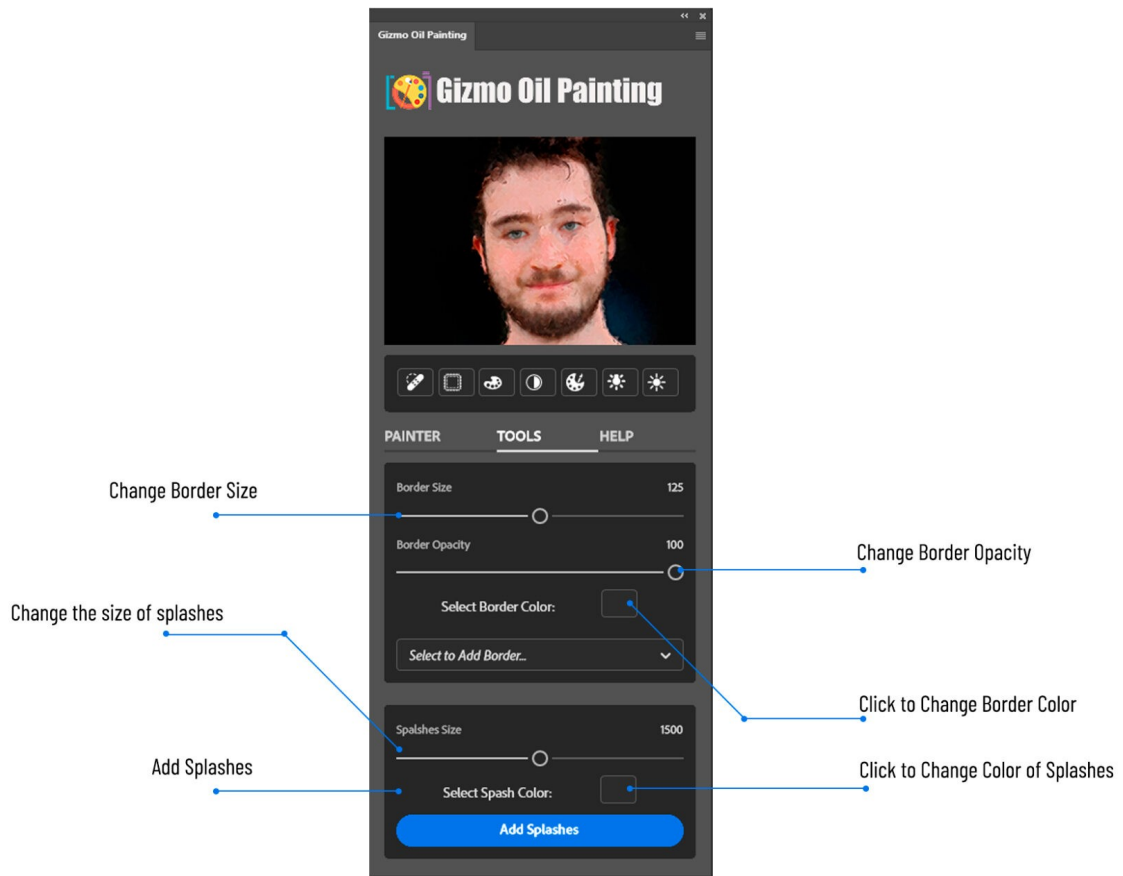 Gizmo Oil Painting
Gizmo Oil Painting
PAINTER TOOLS HELP
Change Border Size
Border Size 125
Border Opacity 100
Change Border Opacity
Select Border Color:
Change the size of splashes
Select to Add Border...
Click to Change Border Color
Spalshes Size 1500
Add Splashes
Click to Change Color of Splashes
Select Spash Color:
Add Splashes